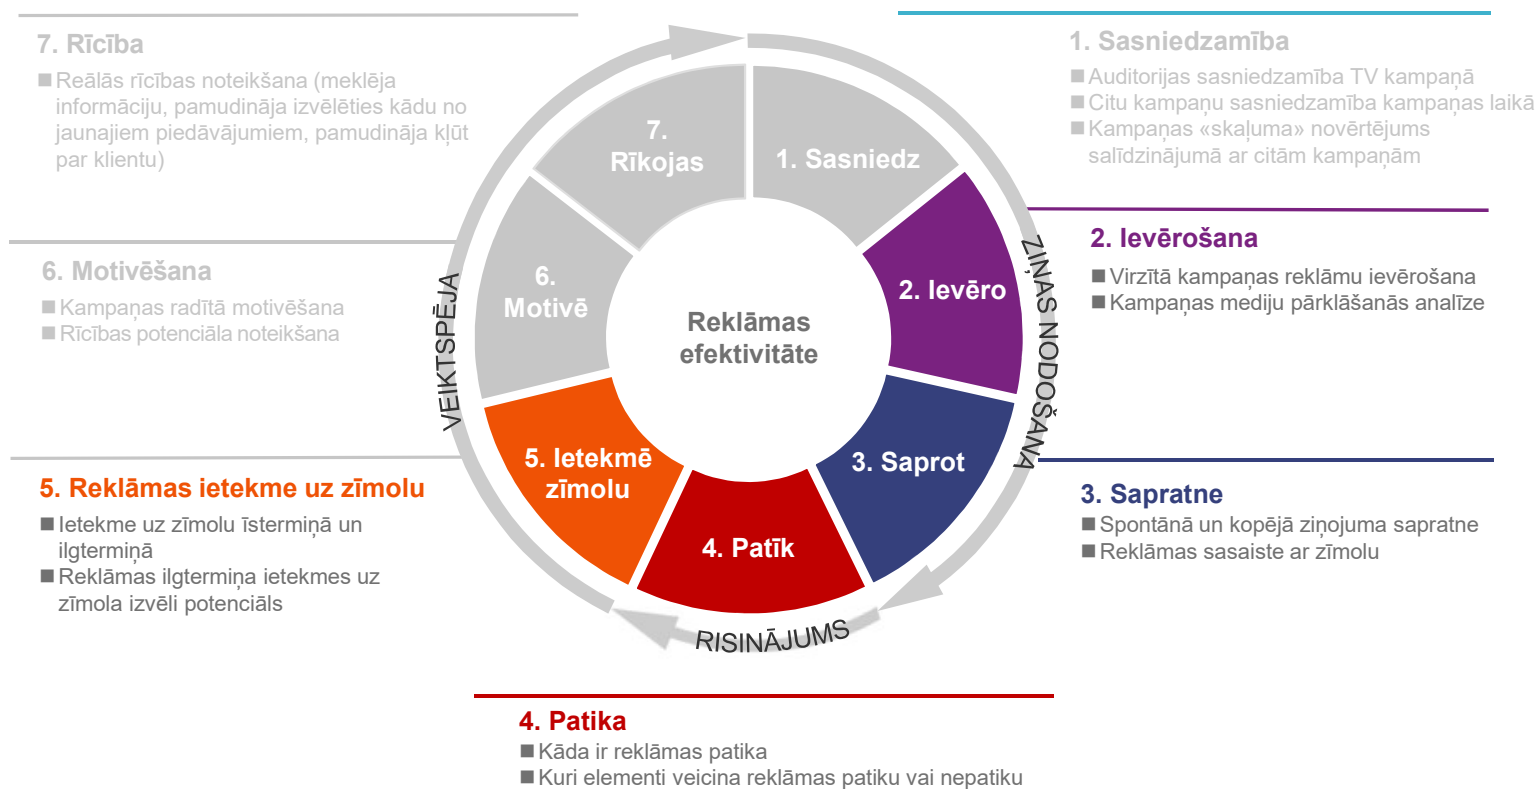 7. Rīcība
Reālās rīcības noteikšana (meklēja
informāciju, pamudināja izvēlēties kādu no
jaunajiem piedāvājumiem, pamudināja kļūt
par klientu)
1. Sasniedzamība
Auditorijas sasniedzamība TV kampaņā
Citu kampaņu sasniedzamība kampaņas laikā
Kampaņas «skaļuma» novērtējums
salīdzinājumā ar citām kampaņām
7.
Rīkojas
1. Sasniedz
6. Motivēšana
Kampaņas radītā motivēšana
Rīcības potenciāla noteikšana
6.
Motivē
2. Ievēro
2. Ievērošana
Virzītā kampaņas reklāmu ievērošana
Kampaņas mediju pārklāšanās analīze
VEIKTSPĒJA
Reklāmas
efektivitāte
ZIŅAS NODOŠANA
5. Reklāmas ietekme uz zīmolu
Ietekme uz zīmolu īstermiņā un
ilgtermiņā
Reklāmas ilgtermiņa ietekmes uz
zīmola izvēli potenciāls
5. Ietekmē
zīmolu
3. Saprot
3. Sapratne
Spontānā un kopējā ziņojuma sapratne
Reklāmas sasaiste ar zīmolu
4. Patīk
RISINĀJUMS
4. Patika
Kāda ir reklāmas patika
Kuri elementi veicina reklāmas patiku vai nepatiku